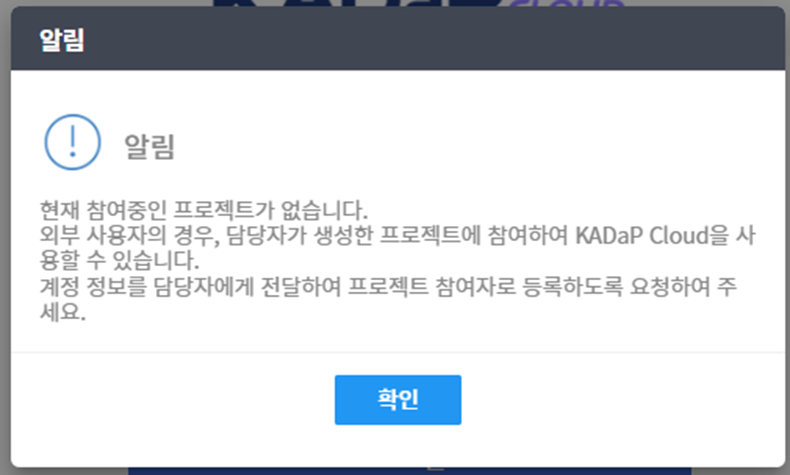 알림
알림
현재 참여중인 프로젝트가 없습니다.
외부 사용자의 경우, 담당자가 생성한 프로젝트에 참여하여 KADaP Cloud을 사
용할 수 있습니다.
계정 정보를 담당자에게 전달하여 프로젝트 참여자로 등록하도록 요청하여 주
세요.
확인